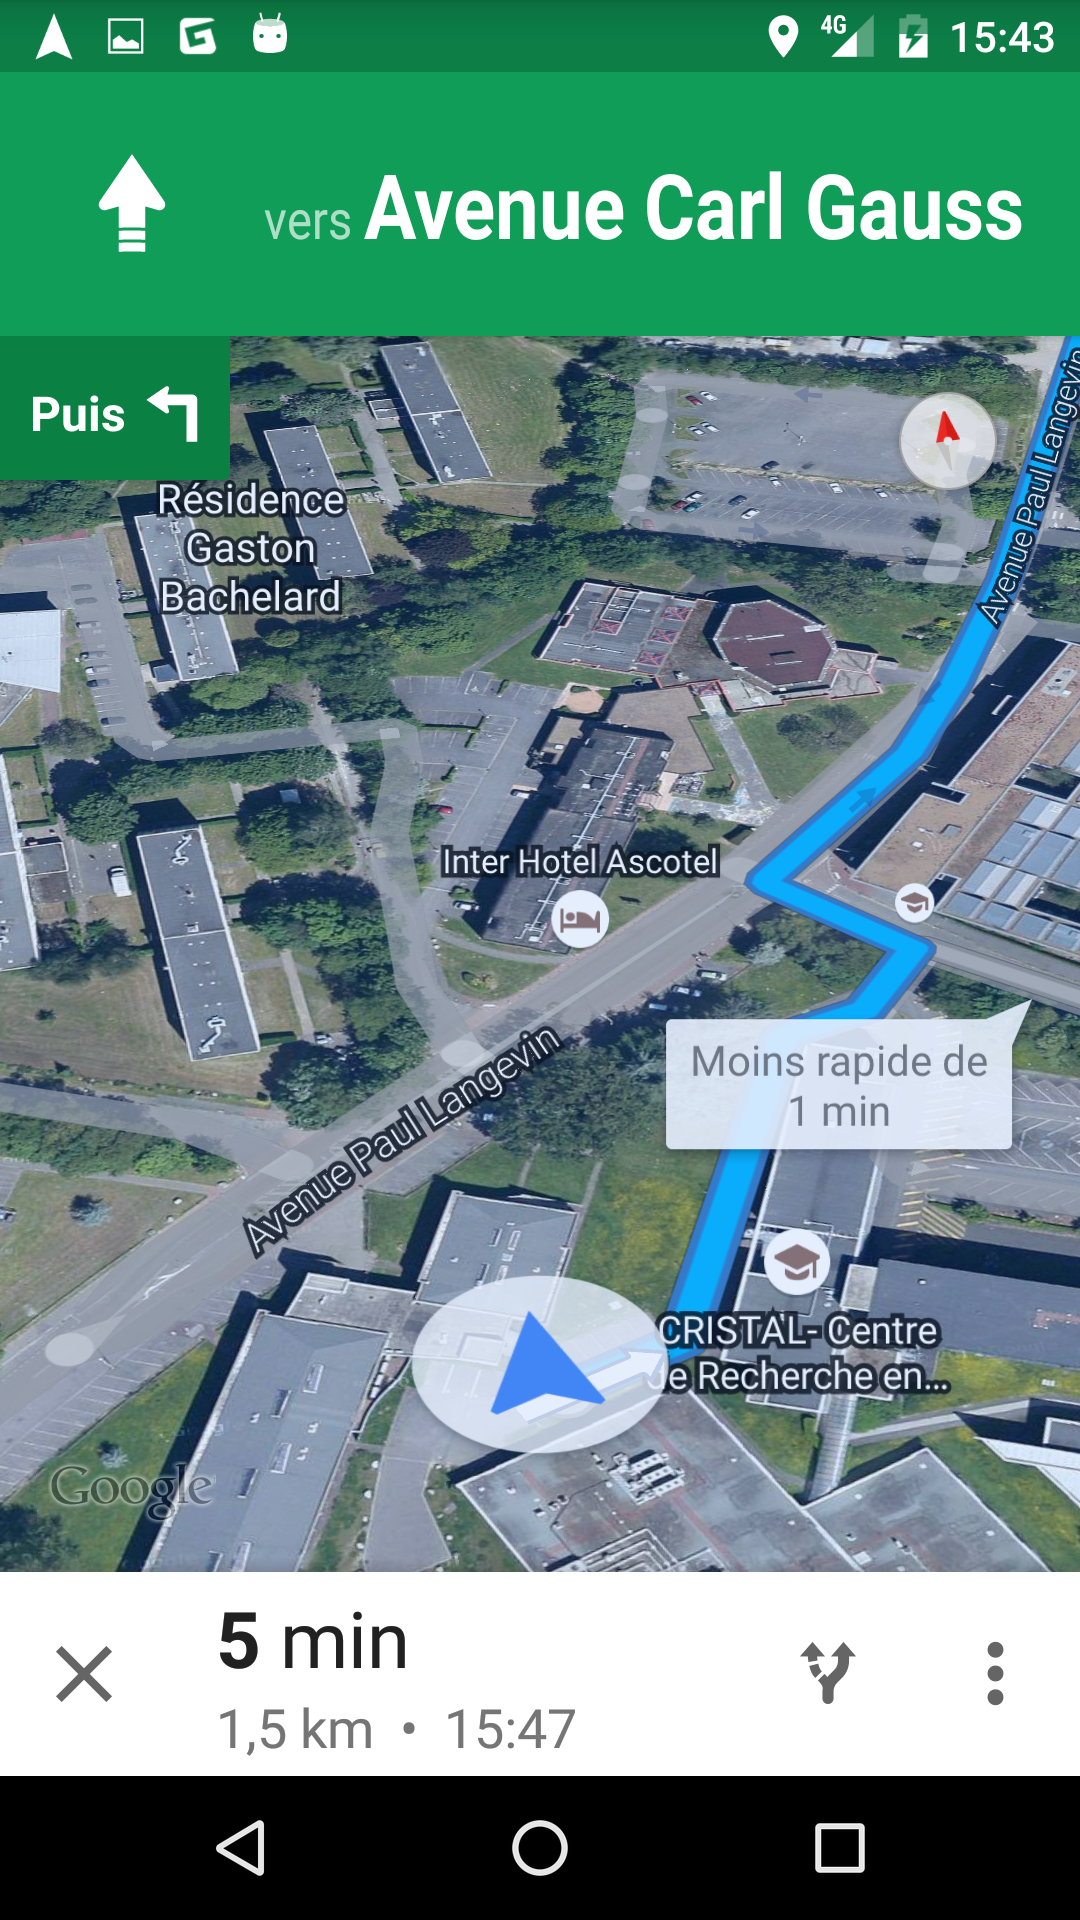 4G 15:43
vers Avenue Carl Gauss
Puis
Avenue Paul Langevin
Résidence
Gaston
Bachelard
Inter Hotel Ascotel
Moins rapide de
1 min
Avenue Paul Langevin
CRISTAL- Centre
de Recherche en...
Google
5 min
1,5 km • 15:47